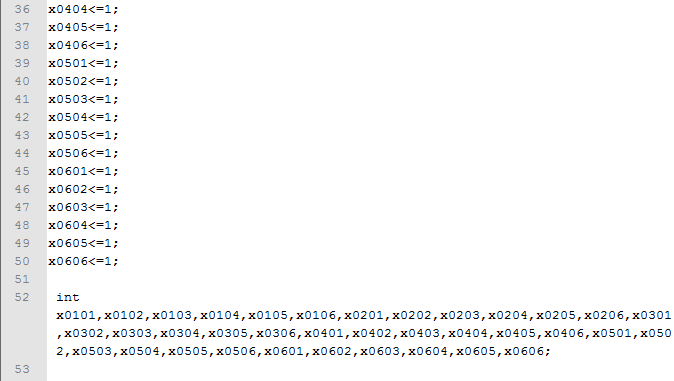 36 x0404<=1;
37 x0405<=1;
38 x0406<=1;
39 x0501<=1;
40 x0502<=1;
41 x0503<=1;
42 x0504<=1;
43 x0505<=1;
44 x0506<=1;
45 x0601<=1;
46 x0602<=1;
47 x0603<=1;
48 x0604<=1;
49 x0605<=1;
50 x0606<=1;
51
52 int
x0101,x0102,x0103,x0104,x0105,x0106,x0201,x0202,x0203,x0204,x0205,x0206,x0301
,x0302,x0303,x0304,x0305,x0306,x0401,x0402,x0403,x0404,x0405,x0406,x0501,x050
2,x0503,x0504,x0505,x0506,x0601,x0602,x0603,x0604,x0605,x0606;
53